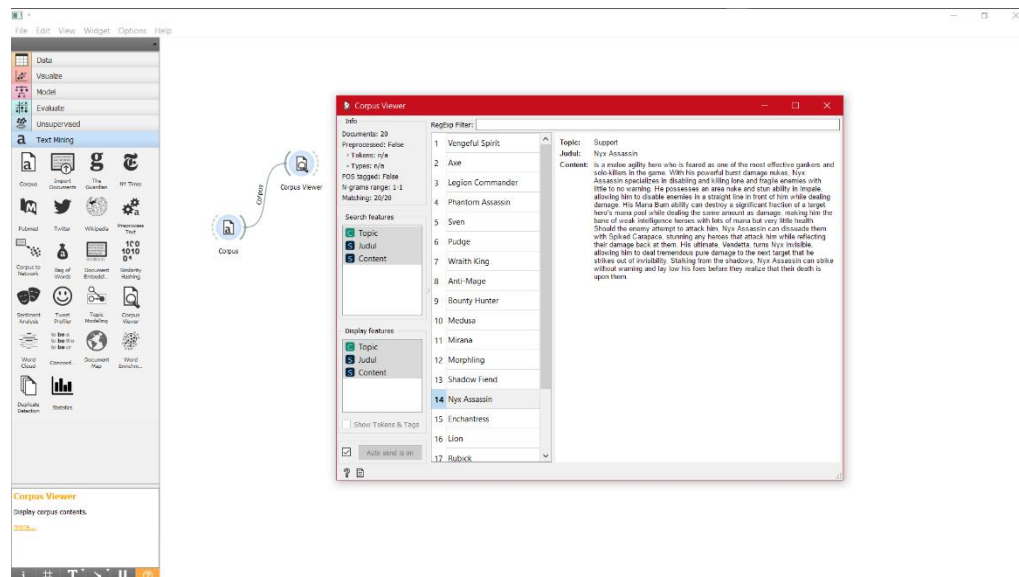 File Edit View Widget Options Help
Data
Visualize
Model
Evaluate
Unsupervised
Text Mining
Corpus
Import Documents
The Guardian
NY Times
Pubmed
Twitter
Wikipedia
Preprocess Text
Corpus to Network
Bag of Words
Document Embedd...
Similarity Hashing
Sentiment Analysis
Tweet Profiler
Topic Modelling
Corpus Viewer
Word Cloud
Concord...
Document Map
Word Enrichm...
Duplicate Detection
Statistics
Corpus Viewer
Display corpus contents.
more...
Corpus
Corpus
Corpus Viewer
Corpus Viewer
Info
Documents: 20
Preprocessed: False
- Tokens: n/a
- Types: n/a
POS tagged: False
N-grams range: 1-1
Matching: 20/20
Search features
C Topic
S Judul
S Content
Display features
C Topic
S Judul
S Content
Show Tokens & Tags
Auto send is on
RegExp Filter:
1 Vengeful Spirit
2 Axe
3 Legion Commander
4 Phantom Assassin
5 Sven
6 Pudge
7 Wraith King
8 Anti-Mage
9 Bounty Hunter
10 Medusa
11 Mirana
12 Morphling
13 Shadow Fiend
14 Nyx Assassin
15 Enchantress
16 Lion
17 Rubick
Topic: Support
Judul: Nyx Assassin
Content: is a melee agility hero who is feared as one of the most effective gankers and
solo-killers in the game. With his powerful burst damage nukes, Nyx
Assassin specializes in disabling and killing lone and fragile enemies with
little to no warning. He possesses an area nuke and stun ability in Impale,
allowing him to disable enemies in a straight line in front of him while dealing
damage. His Mana Burn ability can destroy a significant fraction of a target
hero's mana pool while dealing the same amount as damage, making him the
bane of weak intelligence heroes with lots of mana but very little health.
Should the enemy attempt to attack him, Nyx Assassin can dissuade them
with Spiked Carapace, stunning any heroes that attack him while reflecting
their damage back at them. His ultimate, Vendetta, turns Nyx invisible,
allowing him to deal tremendous pure damage to the next target that he
strikes out of invisibility. Stalking from the shadows, Nyx Assassin can strike
without warning and lay low his foes before they realize that their death is
upon them.